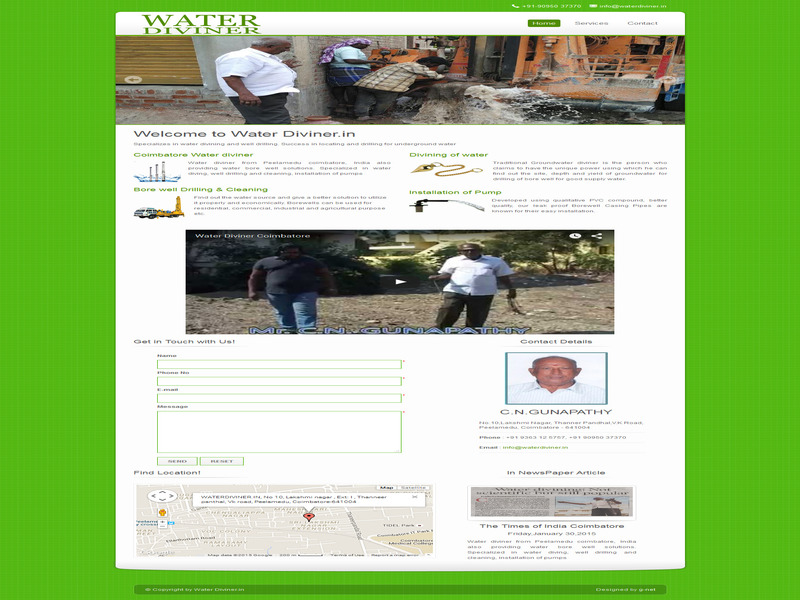 +91-90950 37370 info@waterdiviner.in
WATER
DIVINER
Home Services Contact
Welcome to Water Diviner.in
Specializes in water divining and well drilling. Success in locating and drilling for underground water
Coimbatore Water diviner
Water diviner from Peelamedu coimbatore, India also
providing water bore well solutions. Specialized in water
diving, well drilling and cleaning, installation of pumps.
Divining of water
Traditional Groundwater diviner is the person who
claims to have the unique power using which he can
find out the site, depth and yield of groundwater for
drilling of bore well for good supply water.
Bore well Drilling & Cleaning
Find out the water source and give a better solution to utilise
it properly and economically. Borewells can be used for
residential, commercial, industrial and agricultural purpose
etc.
Installation of Pump
Developed using qualitative PVC compound, better
quality, our leak proof Borewell Casing Pipes are
known for their easy installation.
Water Diviner Coimbatore
Mr. C.N. GUNAPATHY
Get in Touch with Us!
Name
*
Phone No
*
E-mail
*
Message
*
SEND RESET
Contact Details
C.N.GUNAPATHY
No.10,Lakshmi Nagar, Thanner Pandhal,V.K Road,
Peelamedu, Coimbatore - 641004
Phone : +91 9363 12 5757, +91 90950 37370
Email : info@waterdiviner.in
Find Location!
Map Satellite
WATERDIVINER.IN, No 10, Lakshmi nagar , Ext: I , Thanneer
panthal, Vk road, Peelamedu, Coimbatore-641004
TIDEL Park
Coimbatore
Medical College
Map data ©2015 Google 200 m Terms of Use Report a map error
In NewsPaper Article
Water divining: Not
scientific but still popular
The Times of India Coimbatore
Friday,January 30,2015
Water diviner from Peelamedu coimbatore, India
also providing water bore well solutions.
Specialized in water diving, well drilling and
cleaning, installation of pumps
© Copyright by Water Diviner.in
Designed by g-net